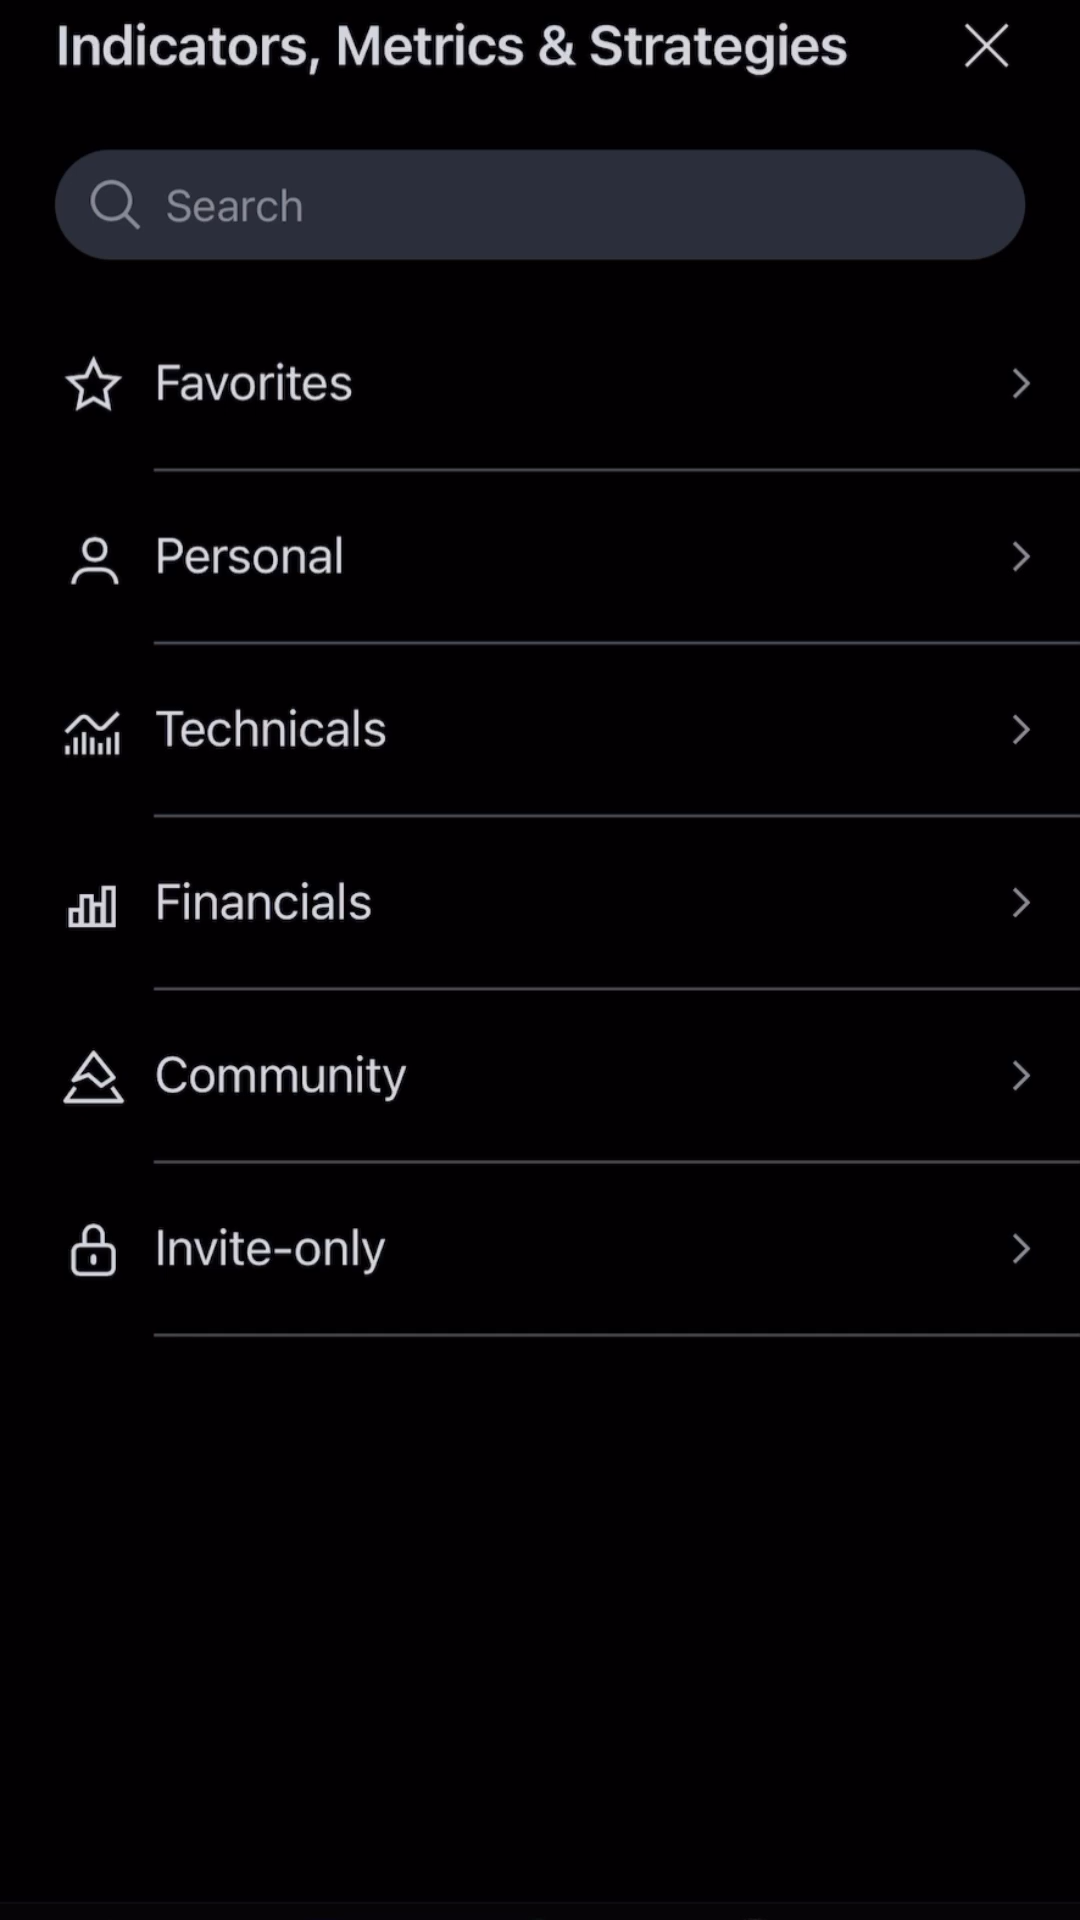 Indicators, Metrics & Strategies
Search
Favorites
Personal
Technicals
Financials
Community
Invite-only